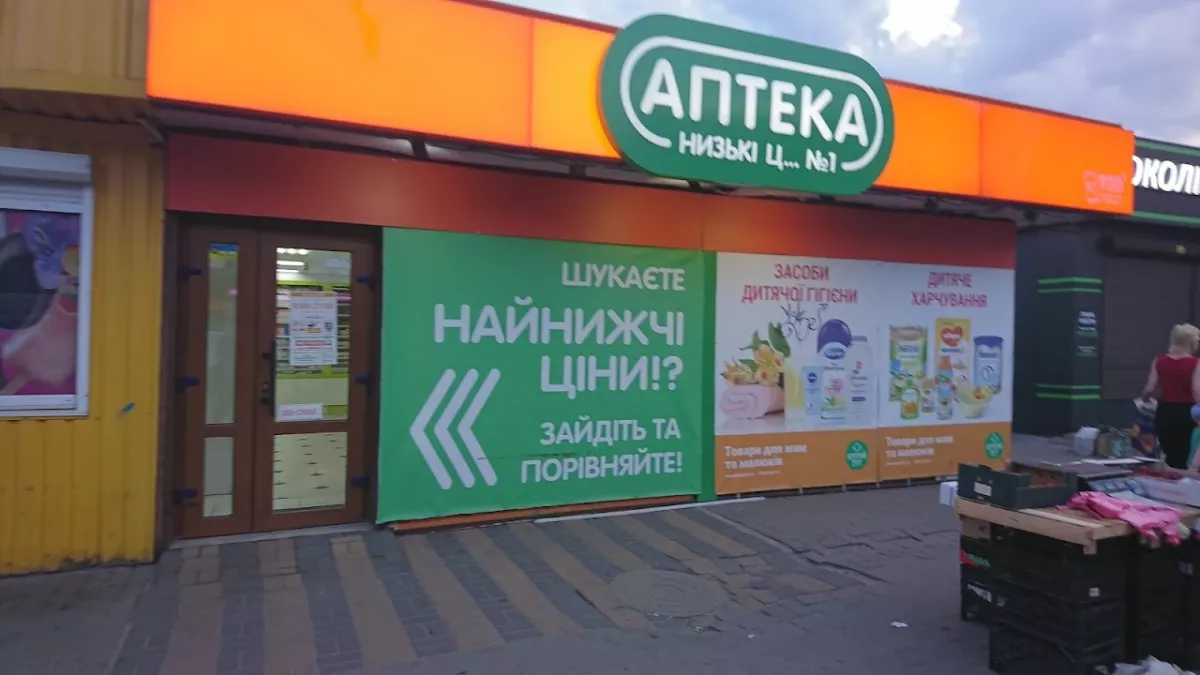 АПТЕКА
НИЗЬКІ Ц... №1
ОКОЛІ
ШУКАЄТЕ
НАЙНИЖЧІ
ЦІНИ!?
ЗАЙДІТЬ ТА
ПОРІВНЯЙТЕ!
ЗАСОБИ
ДИТЯЧОЇ ГІГІЄНИ
Товари для мам
та малюків
ДИТЯЧЕ
ХАРЧУВАННЯ
Товари для мам
та малюків